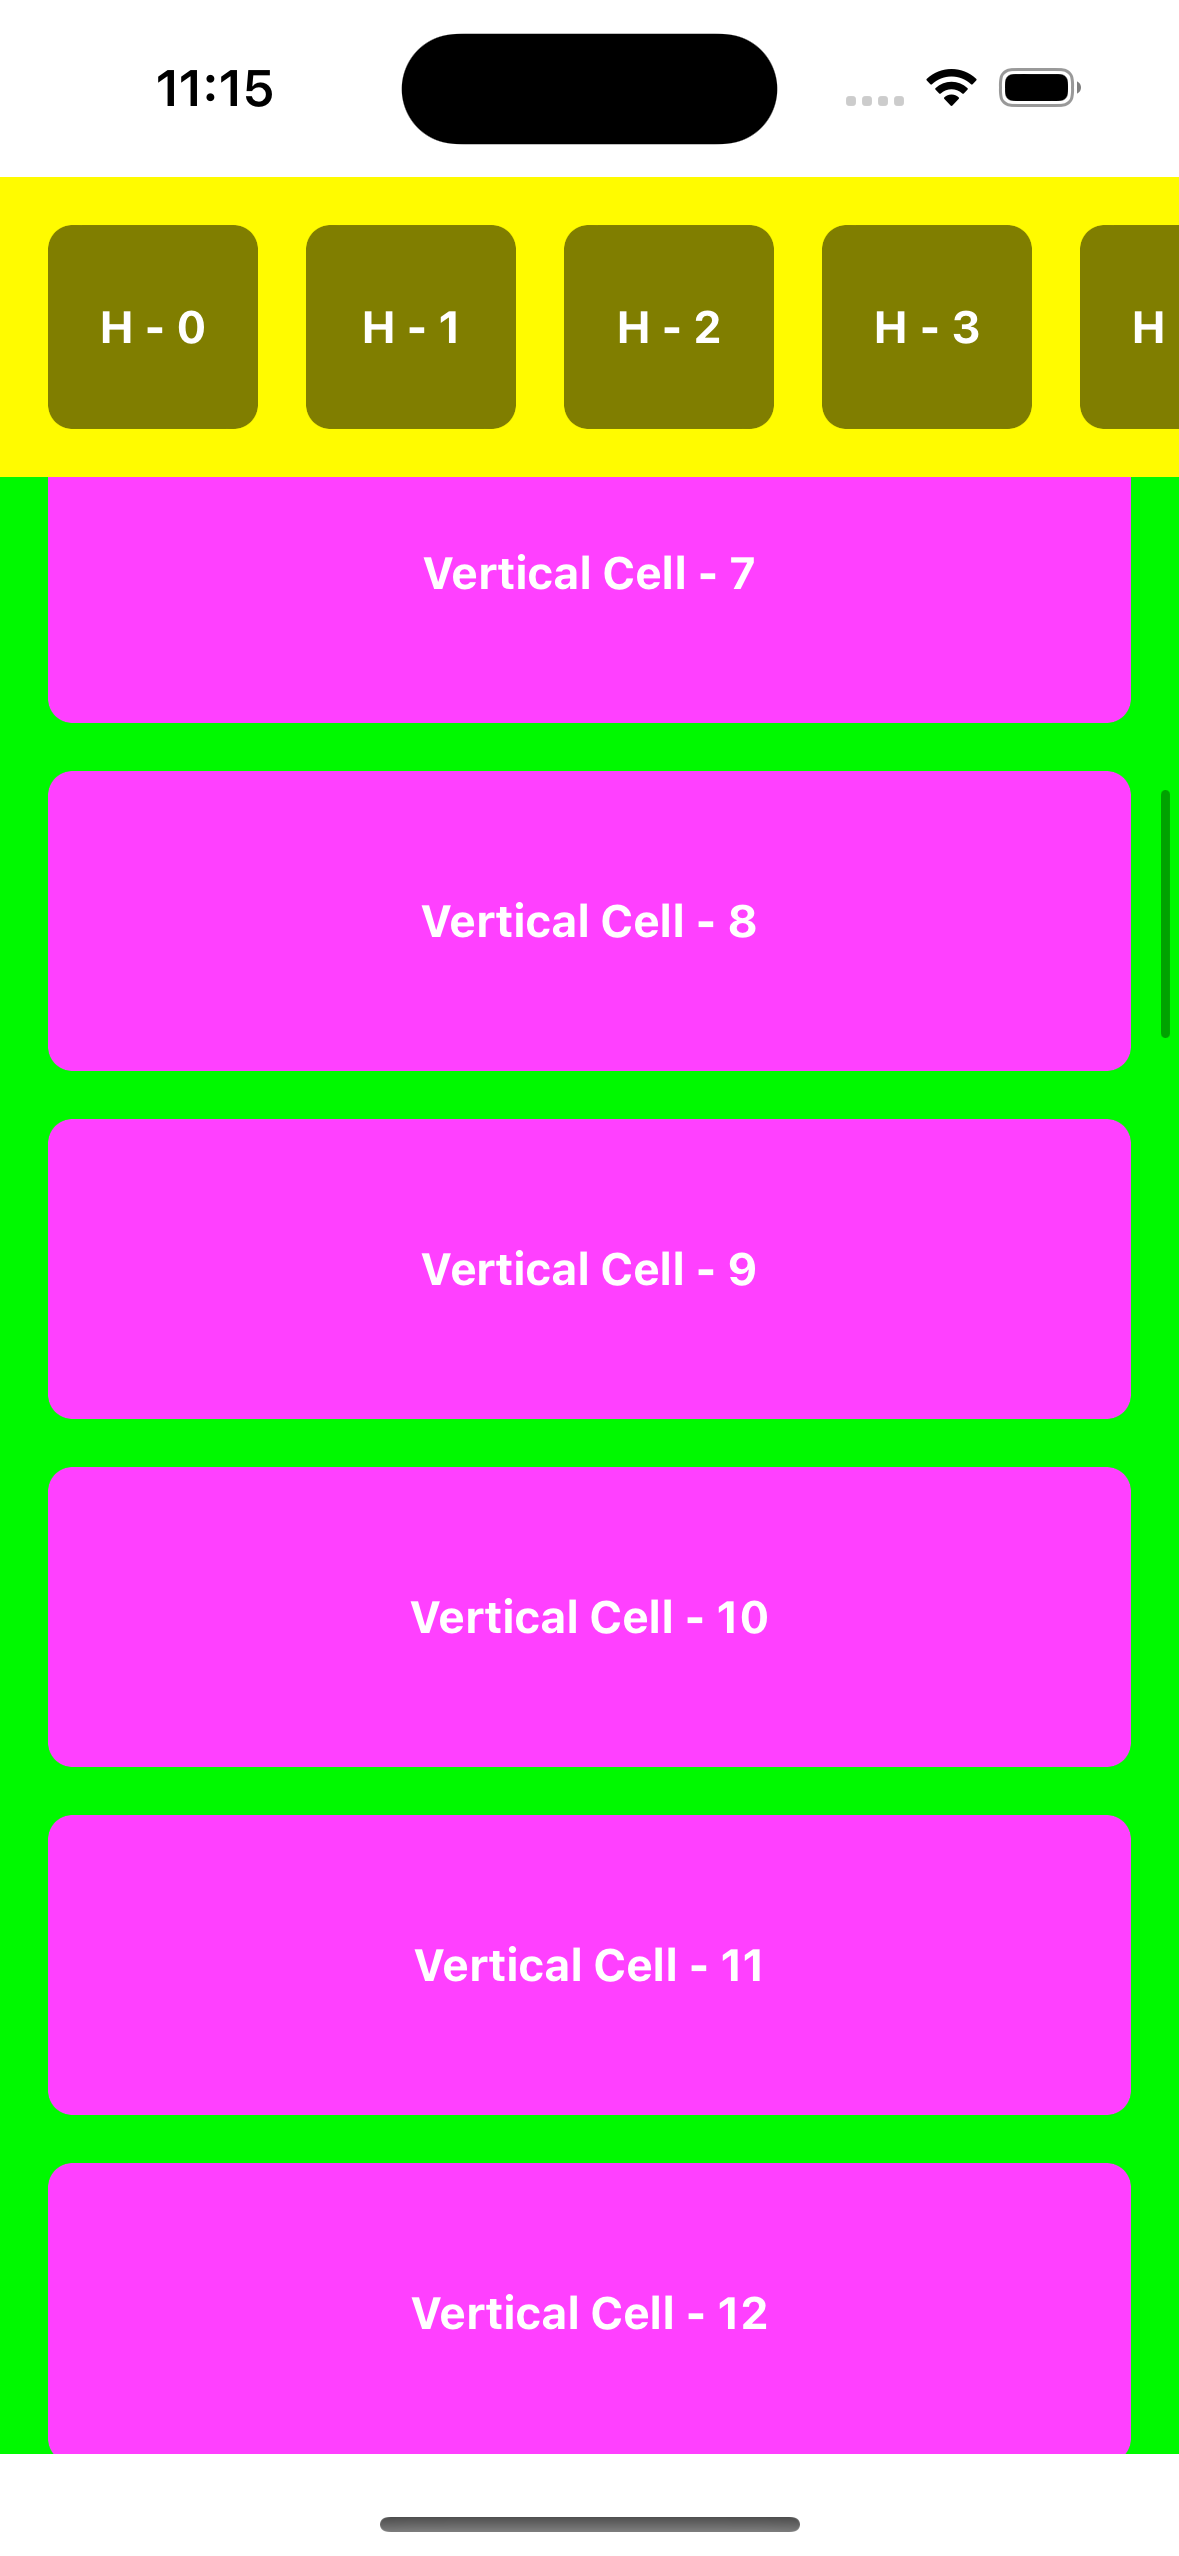 11:15
H - 0
H - 1
H - 2
H - 3
H
Vertical Cell - 7
Vertical Cell - 8
Vertical Cell - 9
Vertical Cell - 10
Vertical Cell - 11
Vertical Cell - 12